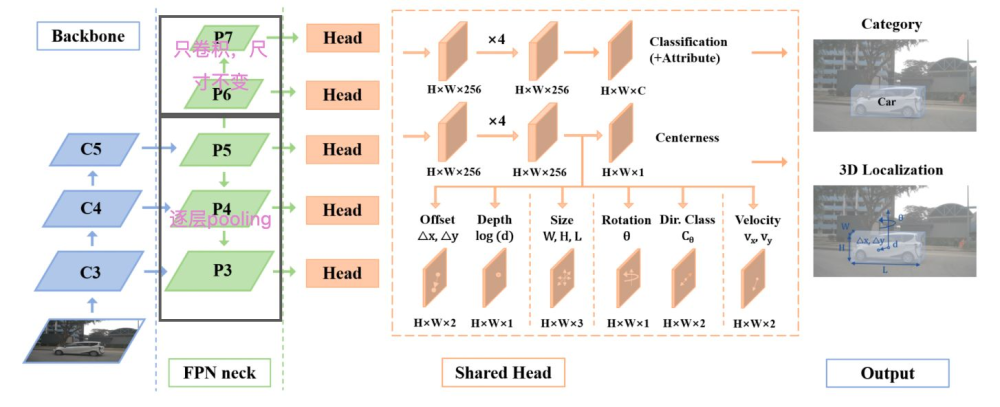 Backbone
P7
只卷积，尺
寸不变
P6
C5
P5
C4
P4
逐层pooling
C3
P3
FPN neck
Head
Head
Head
Head
Head
×4
H×W×256
H×W×256
H×W×C
Classification
(+Attribute)
×4
H×W×256
H×W×256
H×W×1
Centerness
Offset
△x, △y
H×W×2
Depth
log (d)
H×W×1
Size
W, H, L
H×W×3
Rotation
θ
H×W×1
Dir. Class
Cθ
H×W×2
Velocity
vx, vy
H×W×2
Shared Head
Category
Car
3D Localization
W
θ
△x, △y
H
d
L
Output